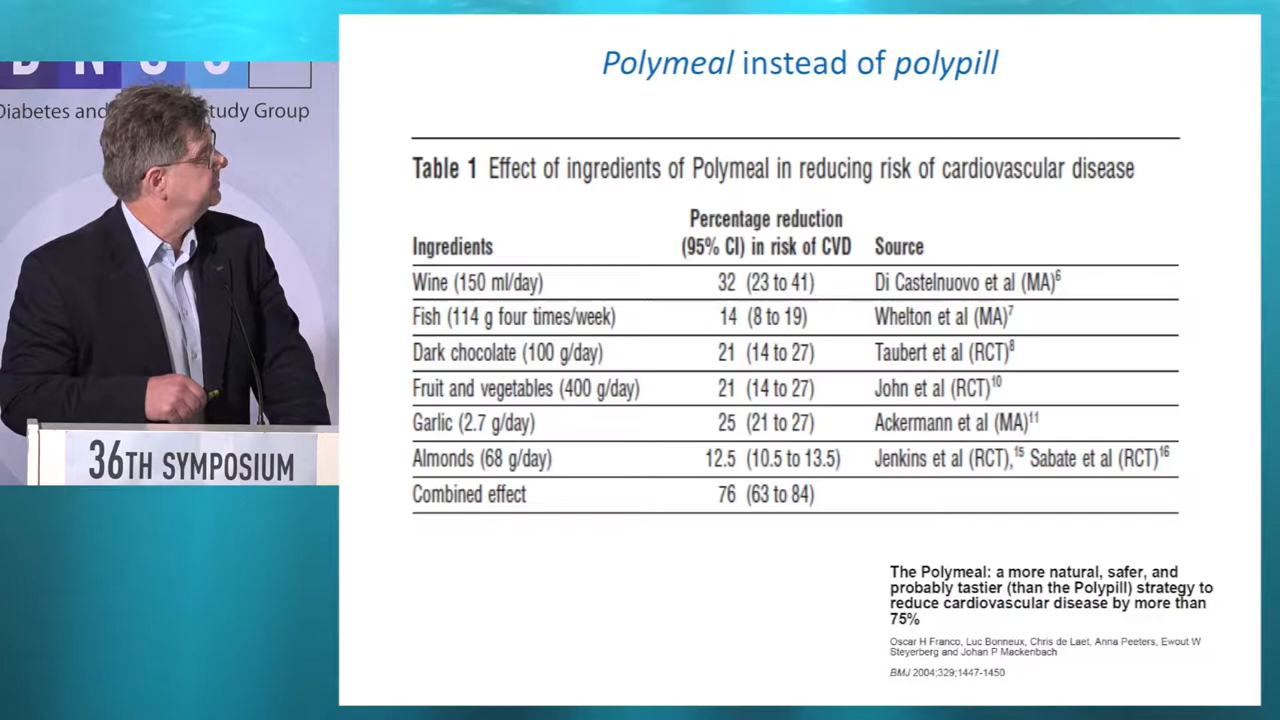 Diabetes and
tudy Group
36TH SYMPOSIUM
Polymeal instead of polypill
Table 1 Effect of ingredients of Polymeal in reducing risk of cardiovascular disease
Percentage reduction
Ingredients (95% CI) in risk of CVD Source
Wine (150 ml/day) 32 (23 to 41) Di Castelnuovo et al (MA)⁶
Fish (114 g four times/week) 14 (8 to 19) Whelton et al (MA)⁷
Dark chocolate (100 g/day) 21 (14 to 27) Taubert et al (RCT)⁸
Fruit and vegetables (400 g/day) 21 (14 to 27) John et al (RCT)¹⁰
Garlic (2.7 g/day) 25 (21 to 27) Ackermann et al (MA)¹¹
Almonds (68 g/day) 12.5 (10.5 to 13.5) Jenkins et al (RCT),¹⁵ Sabate et al (RCT)¹⁶
Combined effect 76 (63 to 84)
The Polymeal: a more natural, safer, and
probably tastier (than the Polypill) strategy to
reduce cardiovascular disease by more than
75%
Oscar H Franco, Luc Bonneux, Chris de Laet, Anna Peeters, Ewout W
Steyerberg and Johan P Mackenbach
BMJ 2004;329;1447-1450